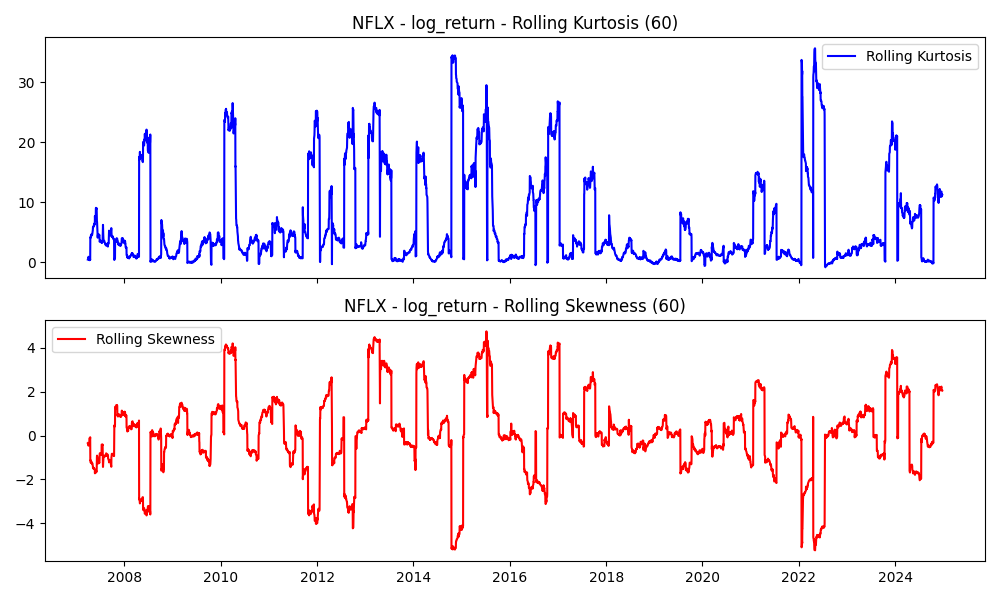 NFLX - log_return - Rolling Kurtosis (60)
Rolling Kurtosis
30
20
10
0
NFLX - log_return - Rolling Skewness (60)
Rolling Skewness
4
2
0
−2
−4
2008 2010 2012 2014 2016 2018 2020 2022 2024